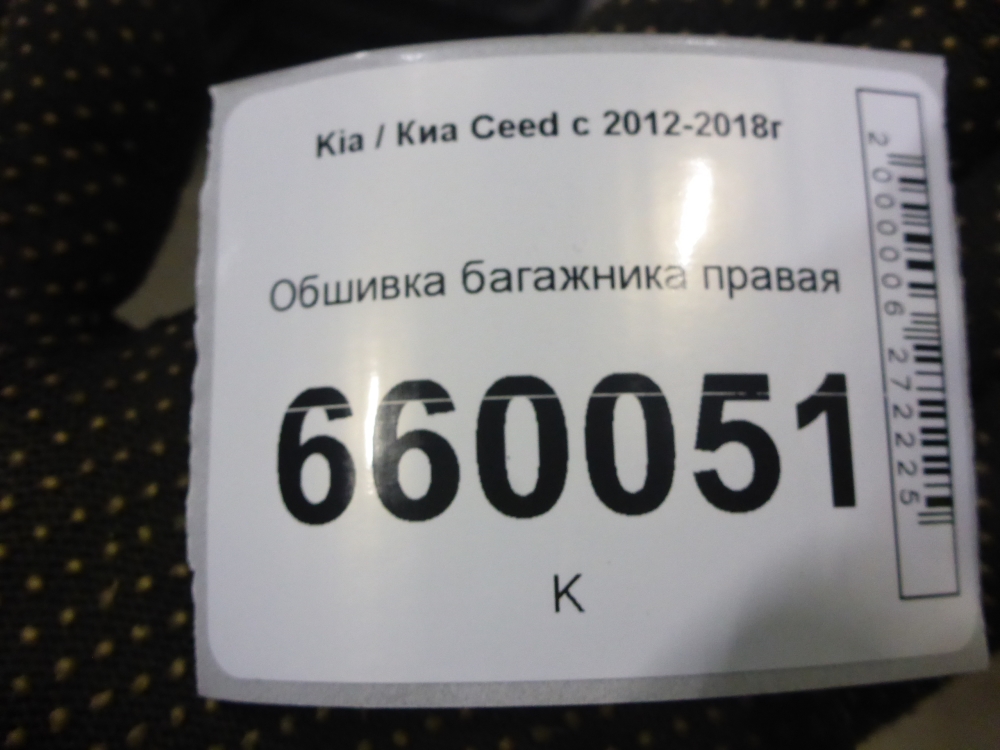 Kia / Киа Ceed с 2012-2018г
Обшивка багажника правая
660051
К
2000006272225